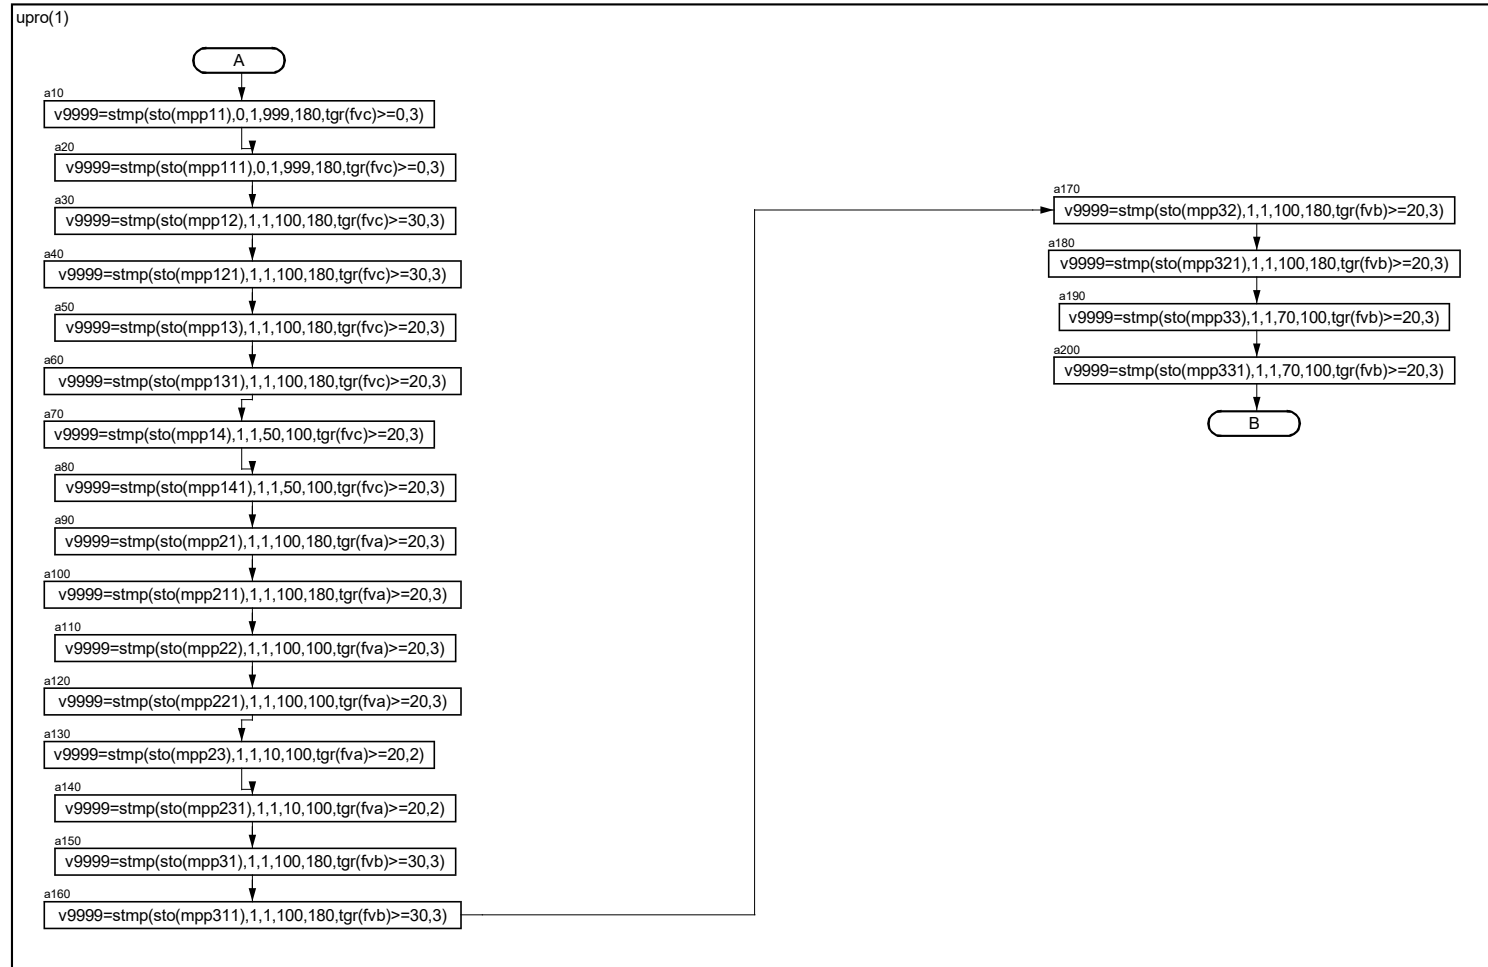 upro(1)
A
a10
v9999=stmp(sto(mpp11),0,1,999,180,tgr(fvc)>=0,3)
a20
v9999=stmp(sto(mpp111),0,1,999,180,tgr(fvc)>=0,3)
a30
v9999=stmp(sto(mpp12),1,1,100,180,tgr(fvc)>=30,3)
a40
v9999=stmp(sto(mpp121),1,1,100,180,tgr(fvc)>=30,3)
a50
v9999=stmp(sto(mpp13),1,1,100,180,tgr(fvc)>=20,3)
a60
v9999=stmp(sto(mpp131),1,1,100,180,tgr(fvc)>=20,3)
a70
v9999=stmp(sto(mpp14),1,1,50,100,tgr(fvc)>=20,3)
a80
v9999=stmp(sto(mpp141),1,1,50,100,tgr(fvc)>=20,3)
a90
v9999=stmp(sto(mpp21),1,1,100,180,tgr(fva)>=20,3)
a100
v9999=stmp(sto(mpp211),1,1,100,180,tgr(fva)>=20,3)
a110
v9999=stmp(sto(mpp22),1,1,100,100,tgr(fva)>=20,3)
a120
v9999=stmp(sto(mpp221),1,1,100,100,tgr(fva)>=20,3)
a130
v9999=stmp(sto(mpp23),1,1,10,100,tgr(fva)>=20,2)
a140
v9999=stmp(sto(mpp231),1,1,10,100,tgr(fva)>=20,2)
a150
v9999=stmp(sto(mpp31),1,1,100,180,tgr(fvb)>=30,3)
a160
v9999=stmp(sto(mpp311),1,1,100,180,tgr(fvb)>=30,3)
a170
v9999=stmp(sto(mpp32),1,1,100,180,tgr(fvb)>=20,3)
a180
v9999=stmp(sto(mpp321),1,1,100,180,tgr(fvb)>=20,3)
a190
v9999=stmp(sto(mpp33),1,1,70,100,tgr(fvb)>=20,3)
a200
v9999=stmp(sto(mpp331),1,1,70,100,tgr(fvb)>=20,3)
B